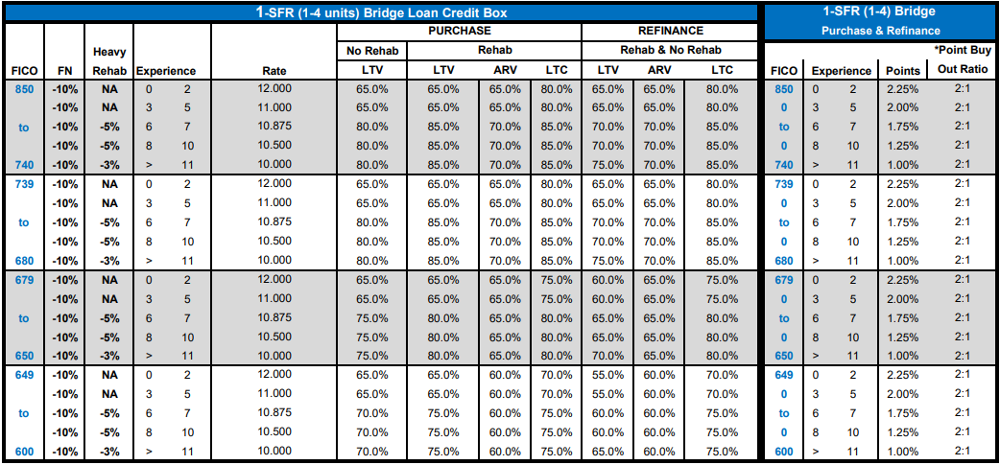 1-SFR (1-4 units) Bridge Loan Credit Box 1-SFR (1-4) Bridge
PURCHASE REFINANCE Purchase & Refinance
Heavy No Rehab Rehab Rehab & No Rehab *Point Buy
FICO FN Rehab Experience Rate LTV LTV ARV LTC LTV ARV LTC FICO Experience Points Out Ratio
850 -10% NA 0 2 12.000 65.0% 65.0% 65.0% 80.0% 65.0% 65.0% 80.0% 850 0 2 2.25% 2:1
-10% NA 3 5 11.000 65.0% 65.0% 65.0% 80.0% 65.0% 65.0% 80.0% 0 3 5 2.00% 2:1
to -10% -5% 6 7 10.875 80.0% 85.0% 70.0% 85.0% 70.0% 70.0% 85.0% to 6 7 1.75% 2:1
-10% -5% 8 10 10.500 80.0% 85.0% 70.0% 85.0% 70.0% 70.0% 85.0% 0 8 10 1.25% 2:1
740 -10% -3% > 11 10.000 80.0% 85.0% 70.0% 85.0% 75.0% 70.0% 85.0% 740 > 11 1.00% 2:1
739 -10% NA 0 2 12.000 65.0% 65.0% 65.0% 80.0% 65.0% 65.0% 80.0% 739 0 2 2.25% 2:1
-10% NA 3 5 11.000 65.0% 65.0% 65.0% 80.0% 65.0% 65.0% 80.0% 0 3 5 2.00% 2:1
to -10% -5% 6 7 10.875 80.0% 85.0% 70.0% 85.0% 70.0% 70.0% 85.0% to 6 7 1.75% 2:1
-10% -5% 8 10 10.500 80.0% 85.0% 70.0% 85.0% 70.0% 70.0% 85.0% 0 8 10 1.25% 2:1
680 -10% -3% > 11 10.000 80.0% 85.0% 70.0% 85.0% 75.0% 70.0% 85.0% 680 > 11 1.00% 2:1
679 -10% NA 0 2 12.000 65.0% 65.0% 65.0% 75.0% 60.0% 65.0% 75.0% 679 0 2 2.25% 2:1
-10% NA 3 5 11.000 65.0% 65.0% 65.0% 75.0% 60.0% 65.0% 75.0% 0 3 5 2.00% 2:1
to -10% -5% 6 7 10.875 75.0% 80.0% 65.0% 80.0% 65.0% 65.0% 80.0% to 6 7 1.75% 2:1
-10% -5% 8 10 10.500 75.0% 80.0% 65.0% 80.0% 65.0% 65.0% 80.0% 0 8 10 1.25% 2:1
650 -10% -3% > 11 10.000 75.0% 80.0% 65.0% 80.0% 70.0% 65.0% 80.0% 650 > 11 1.00% 2:1
649 -10% NA 0 2 12.000 65.0% 65.0% 60.0% 70.0% 55.0% 60.0% 70.0% 649 0 2 2.25% 2:1
-10% NA 3 5 11.000 65.0% 65.0% 60.0% 70.0% 55.0% 60.0% 70.0% 0 3 5 2.00% 2:1
to -10% -5% 6 7 10.875 70.0% 75.0% 60.0% 75.0% 60.0% 60.0% 75.0% to 6 7 1.75% 2:1
-10% -5% 8 10 10.500 70.0% 75.0% 60.0% 75.0% 60.0% 60.0% 75.0% 0 8 10 1.25% 2:1
600 -10% -3% > 11 10.000 70.0% 75.0% 60.0% 75.0% 65.0% 60.0% 75.0% 600 > 11 1.00% 2:1